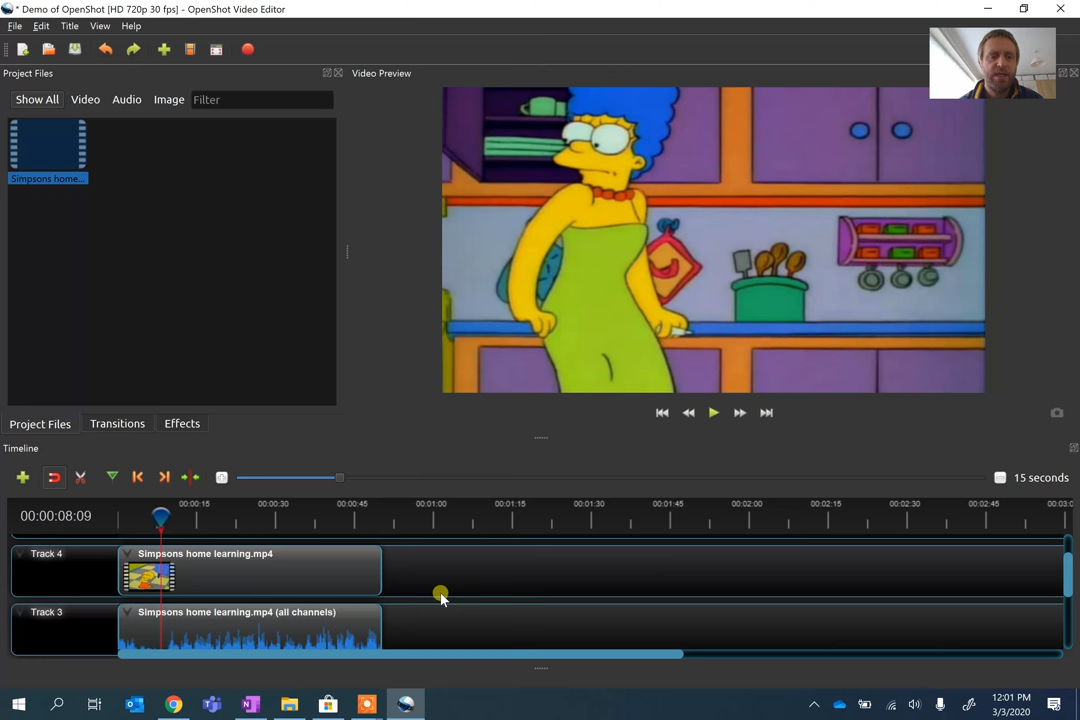 * Demo of OpenShot [HD 720p 30 fps] - OpenShot Video Editor
File Edit Title View Help
Project Files
Video Preview
Show All Video Audio Image Filter
Simpsons home...
Project Files Transitions Effects
Timeline
15 seconds
00:00:08:09
00:00:15 00:00:30 00:00:45 00:01:00 00:01:15 00:01:30 00:01:45 00:02:00 00:02:15 00:02:30 00:02:45
Track 4 Simpsons home learning.mp4
Track 3 Simpsons home learning.mp4 (all channels)
12:01 PM
3/3/2020